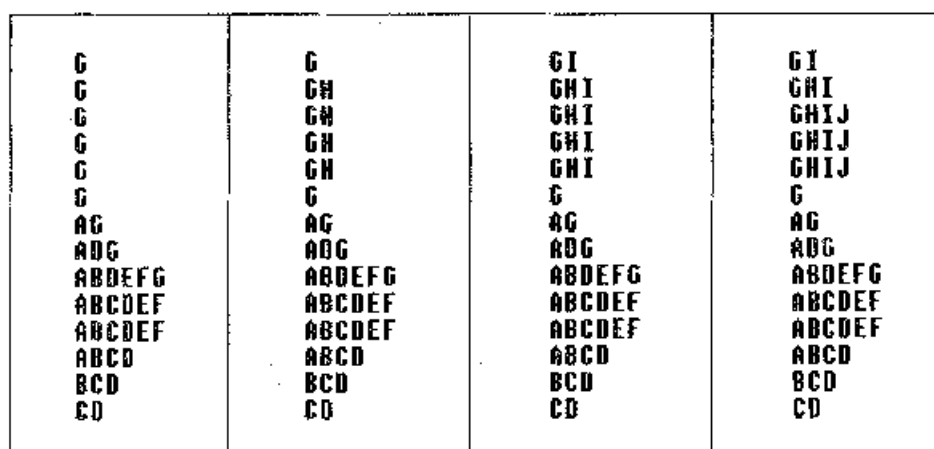 G G GI GI
G GH GHI GHI
G GH GHI GHIJ
G GH GHI GHIJ
G GH GHI GHIJ
G G G G
AG AG AG AG
ADG ADG ADG ADG
ABDEFG ABDEFG ABDEFG ABDEFG
ABCDEF ABCDEF ABCDEF ABCDEF
ABCDEF ABCDEF ABCDEF ABCDEF
ABCD ABCD ABCD ABCD
BCD BCD BCD BCD
CD CD CD CD